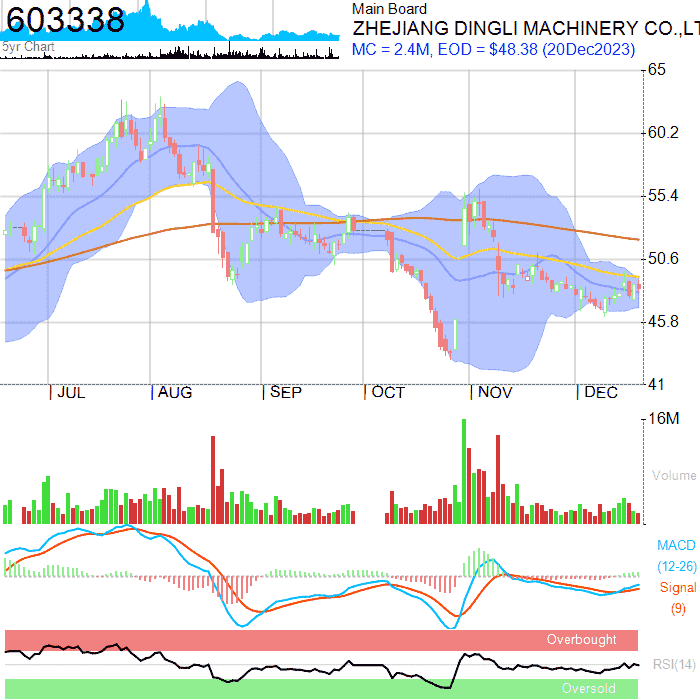 603338
Main Board
ZHEJIANG DINGLI MACHINERY CO.,LT
5yr Chart
MC = 2.4M, EOD = $48.38 (20Dec2023)
65
60.2
55.4
50.6
45.8
41
JUL
AUG
SEP
OCT
NOV
DEC
16M
Volume
MACD
(12-26)
Signal
(9)
Overbought
RSI(14)
Oversold